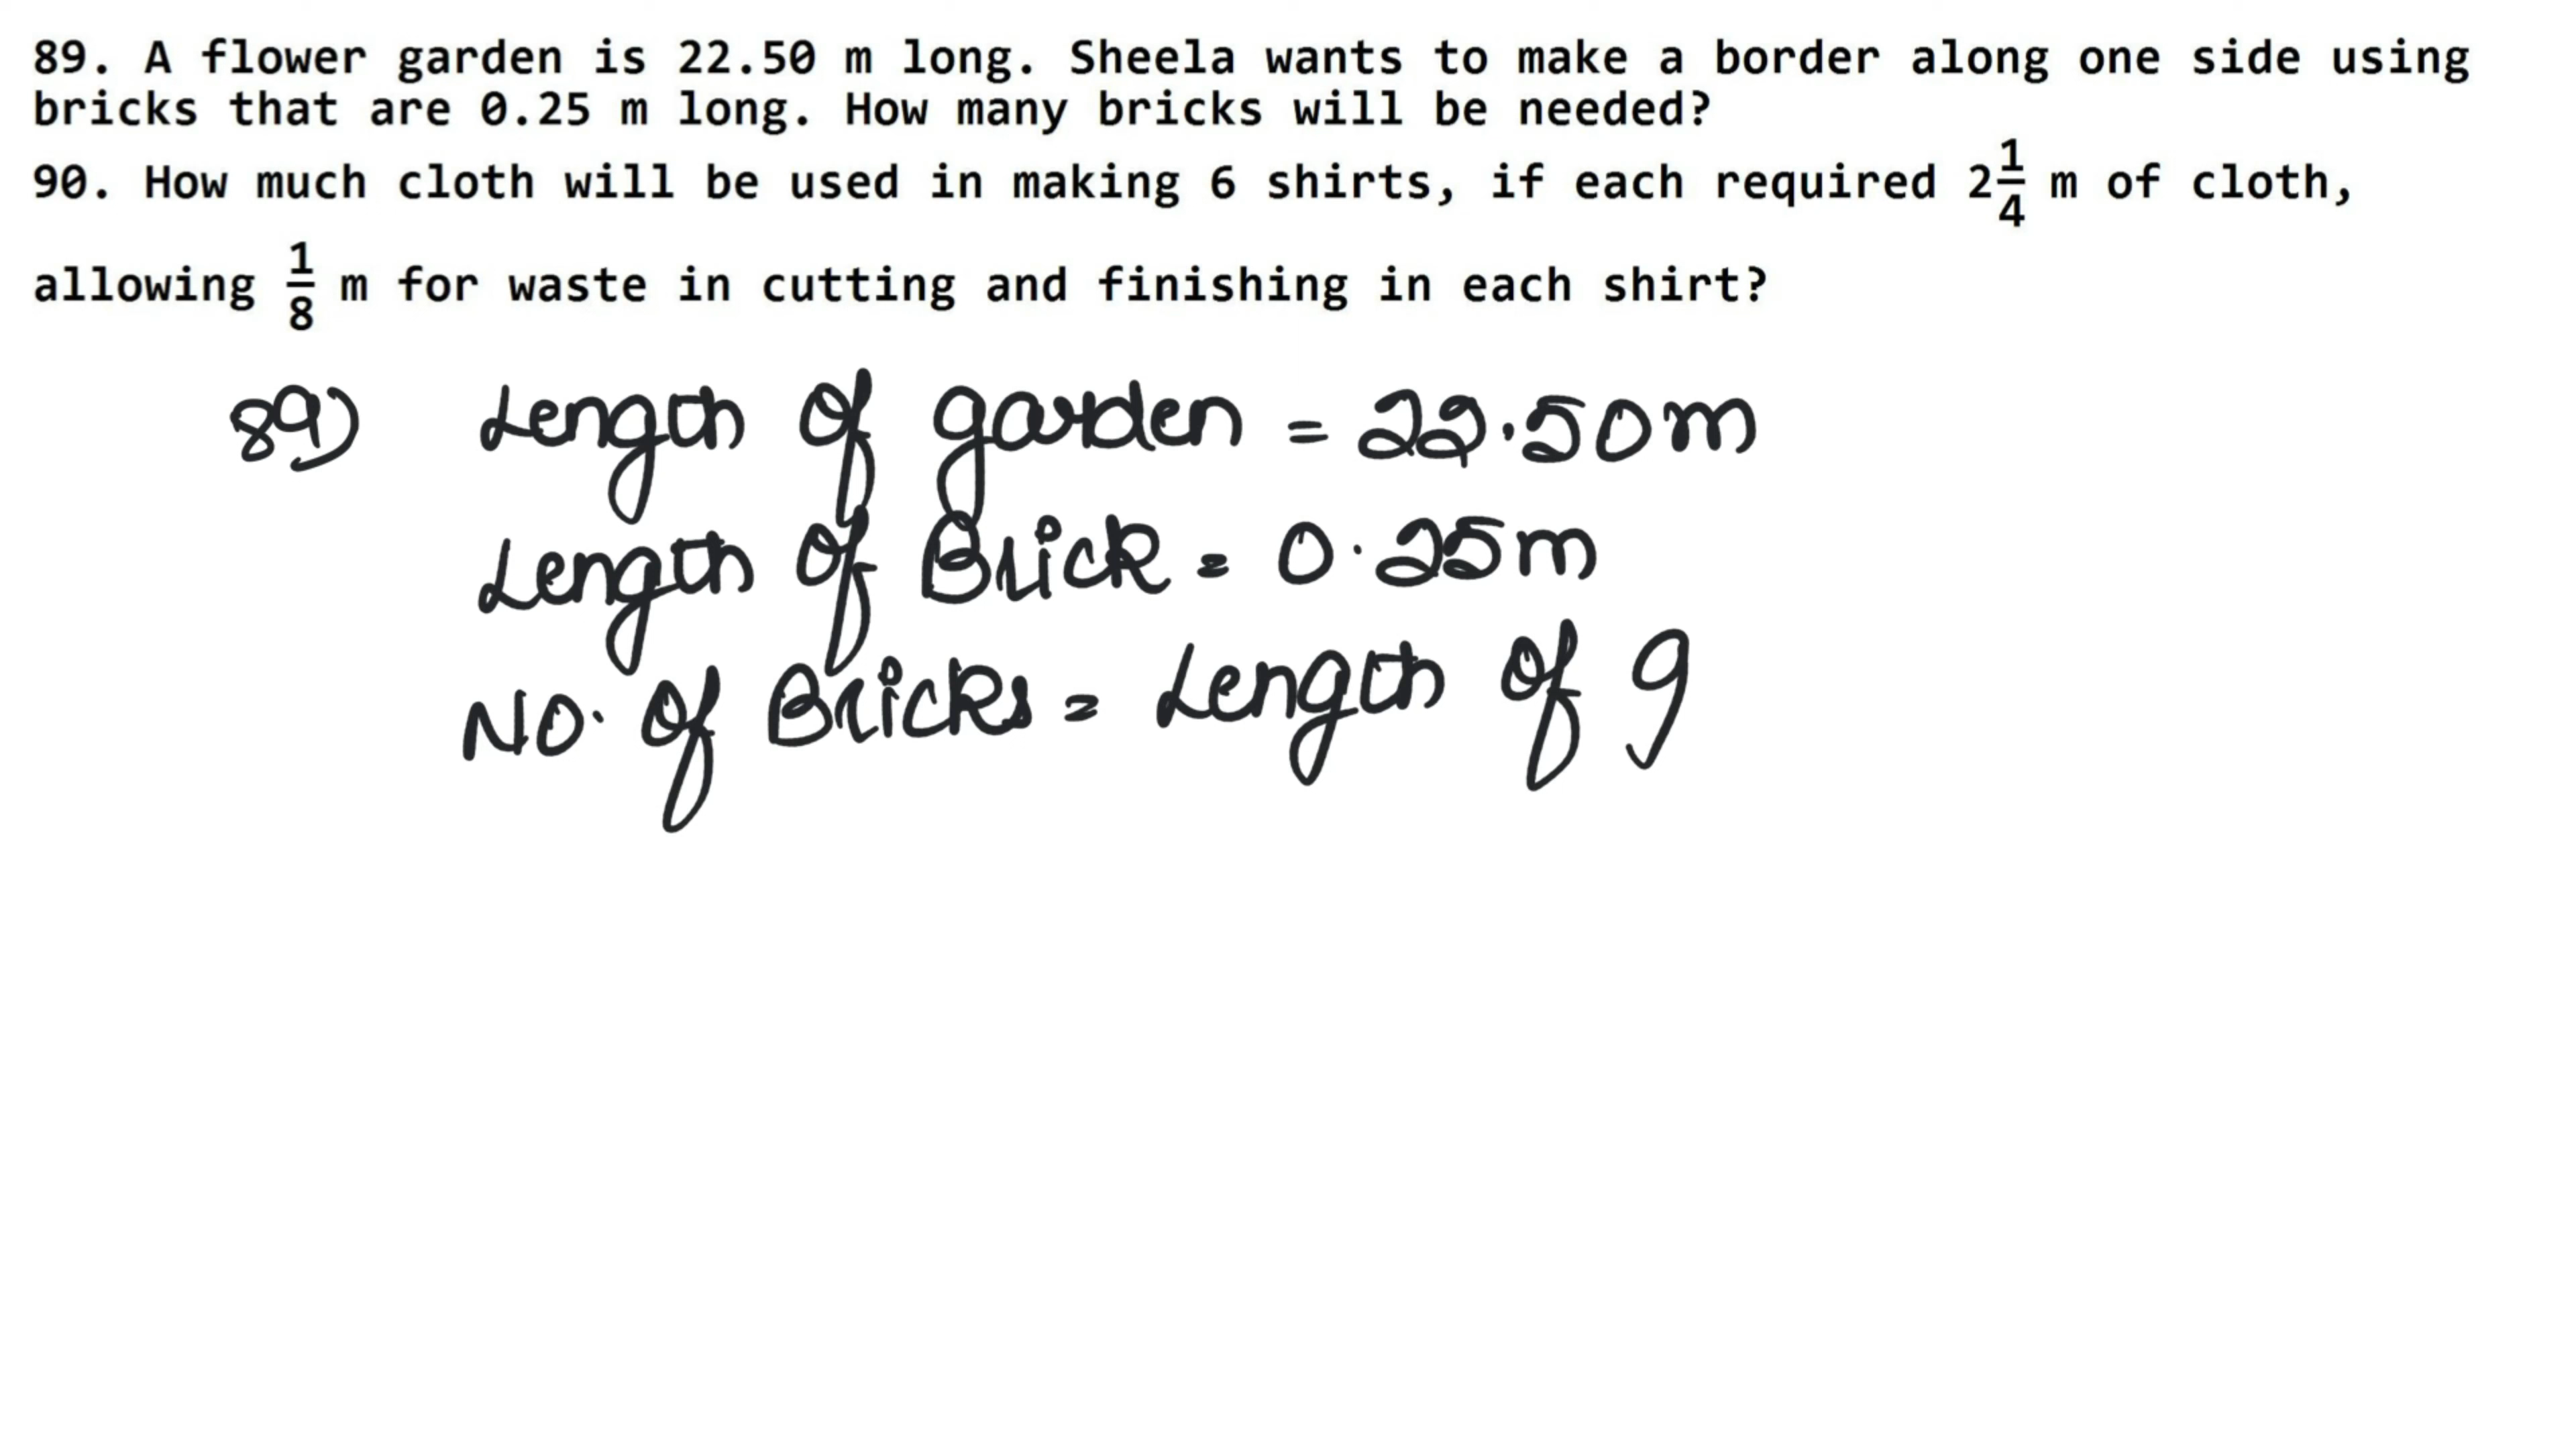 89. A flower garden is 22.50 m long. Sheela wants to make a border along one side using
bricks that are 0.25 m long. How many bricks will be needed?
90. How much cloth will be used in making 6 shirts, if each required 2 1/4 m of cloth,
allowing 1/8 m for waste in cutting and finishing in each shirt?
89) Length of garden = 22.50m
Length of Brick = 0.25m
No. of Bricks = Length of g